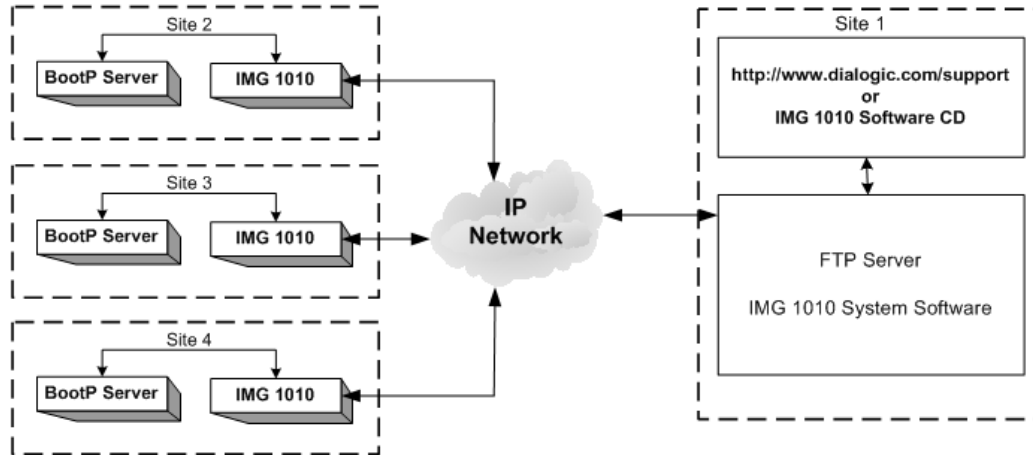 Site 2
BootP Server
IMG 1010
Site 3
BootP Server
IMG 1010
Site 4
BootP Server
IMG 1010
IP
Network
Site 1
http://www.dialogic.com/support
or
IMG 1010 Software CD
FTP Server
IMG 1010 System Software